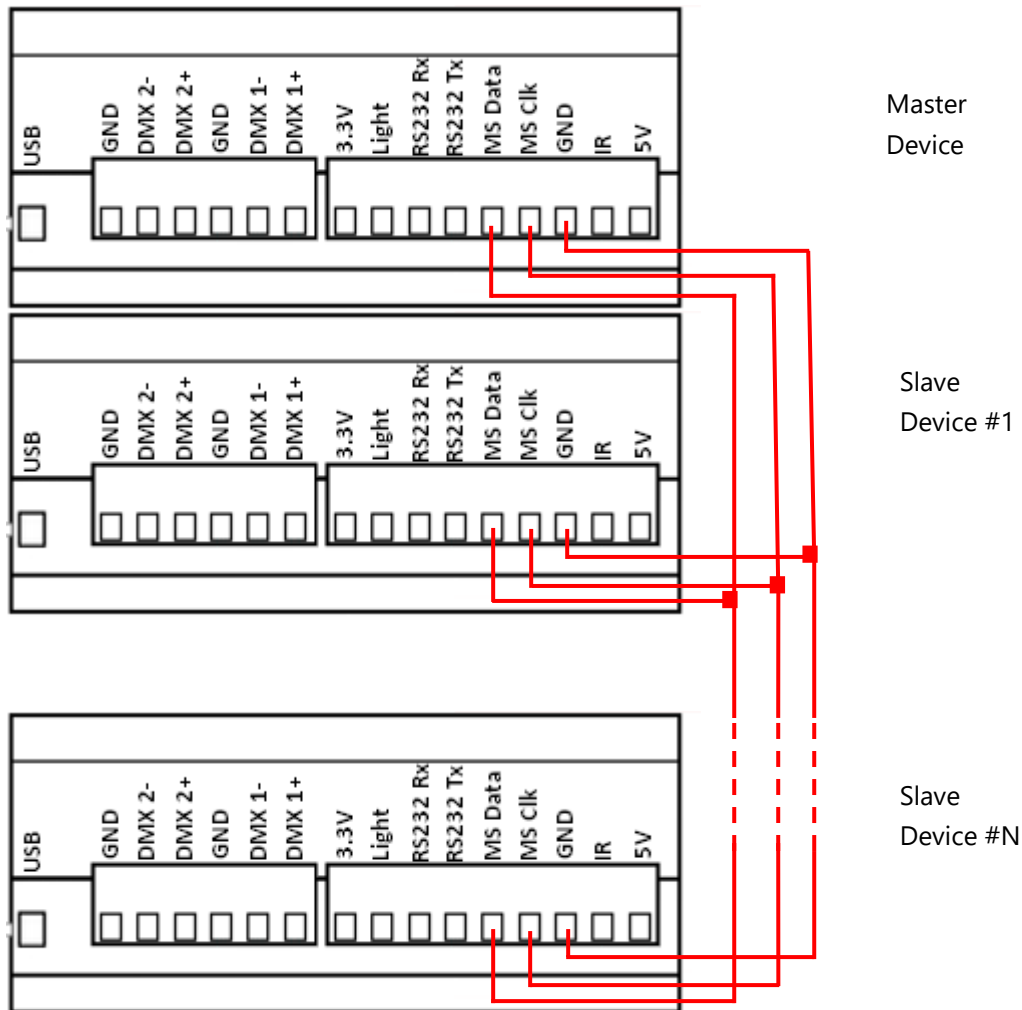 USB
GND
DMX 2-
DMX 2+
GND
DMX 1-
DMX 1+
3.3V
Light
RS232 Rx
RS232 Tx
MS Data
MS Clk
GND
IR
5V
Master
Device
USB
GND
DMX 2-
DMX 2+
GND
DMX 1-
DMX 1+
3.3V
Light
RS232 Rx
RS232 Tx
MS Data
MS Clk
GND
IR
5V
Slave
Device #1
USB
GND
DMX 2-
DMX 2+
GND
DMX 1-
DMX 1+
3.3V
Light
RS232 Rx
RS232 Tx
MS Data
MS Clk
GND
IR
5V
Slave
Device #N